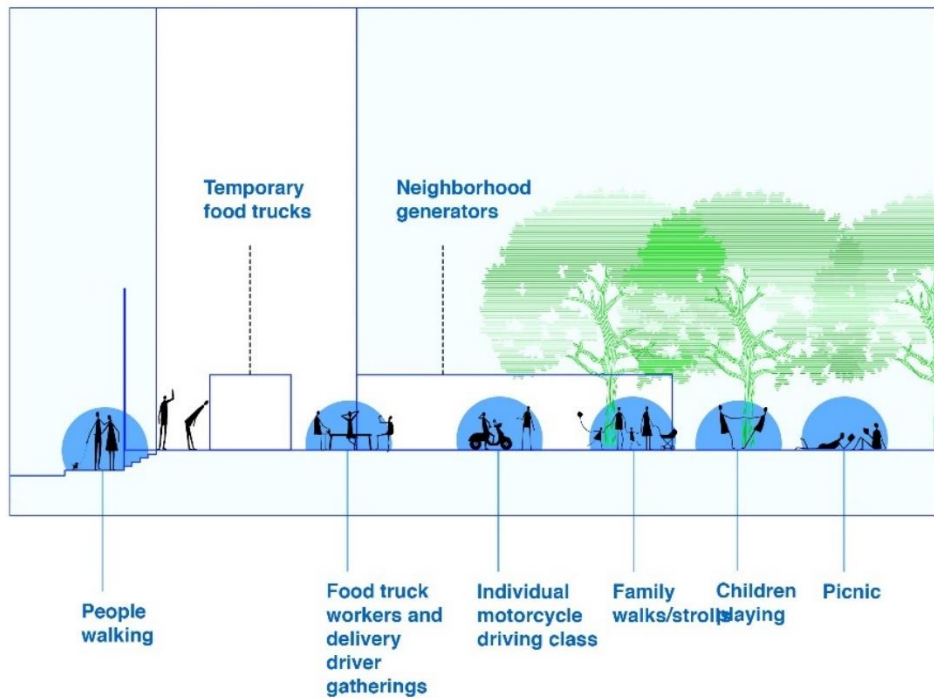 Temporary
food trucks
Neighborhood
generators
People
walking
Food truck
workers and
delivery
driver
gatherings
Individual
motorcycle
driving class
Family
walks/strolls
Children
playing
Picnic